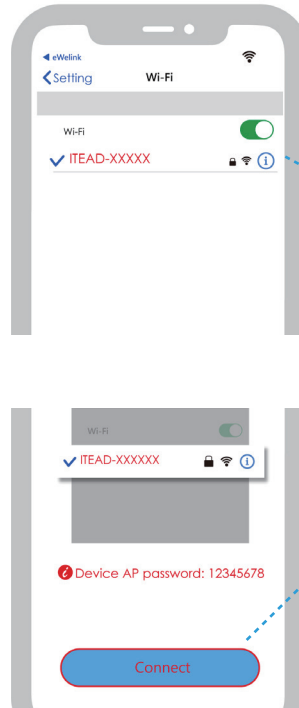 ◀ eWelink
Setting Wi-Fi
Wi-Fi
ITEAD-XXXXX
Wi-Fi
ITEAD-XXXXXX
Device AP password: 12345678
Connect